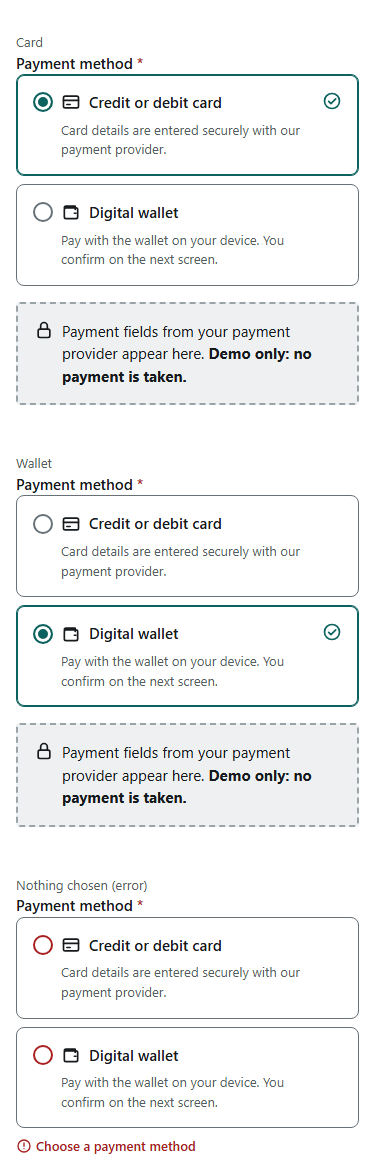 Card
Payment method *
Credit or debit card
Card details are entered securely with our
payment provider.
Digital wallet
Pay with the wallet on your device. You
confirm on the next screen.
Payment fields from your payment
provider appear here. Demo only: no
payment is taken.
Wallet
Payment method *
Credit or debit card
Card details are entered securely with our
payment provider.
Digital wallet
Pay with the wallet on your device. You
confirm on the next screen.
Payment fields from your payment
provider appear here. Demo only: no
payment is taken.
Nothing chosen (error)
Payment method *
Credit or debit card
Card details are entered securely with our
payment provider.
Digital wallet
Pay with the wallet on your device. You
confirm on the next screen.
Choose a payment method